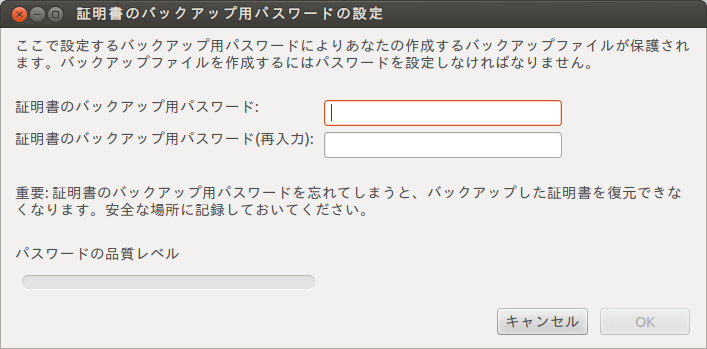 証明書のバックアップ用パスワードの設定
ここで設定するバックアップ用パスワードによりあなたの作成するバックアップファイルが保護され
ます。バックアップファイルを作成するにはパスワードを設定しなければなりません。
証明書のバックアップ用パスワード:
証明書のバックアップ用パスワード(再入力):
重要: 証明書のバックアップ用パスワードを忘れてしまうと、バックアップした証明書を復元できな
くなります。安全な場所に記録しておいてください。
パスワードの品質レベル
キャンセル
OK